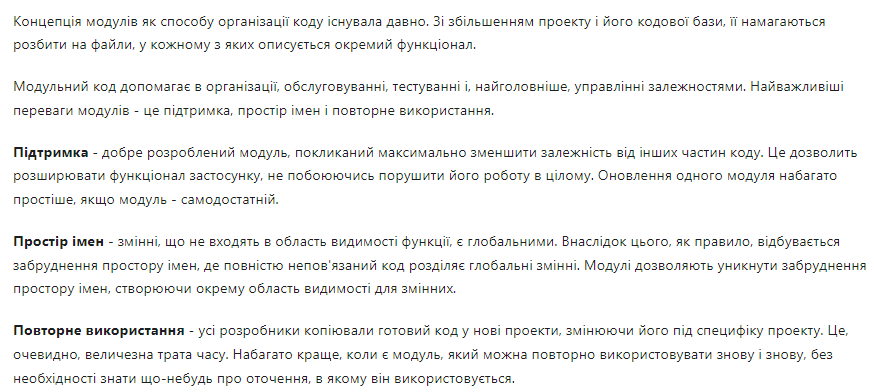 Концепція модулів як способу організації коду існувала давно. Зі збільшенням проекту і його кодової бази, її намагаються
розбити на файли, у кожному з яких описується окремий функціонал.
Модульний код допомагає в організації, обслуговуванні, тестуванні і, найголовніше, управлінні залежностями. Найважливіші
переваги модулів - це підтримка, простір імен і повторне використання.
Підтримка - добре розроблений модуль, покликаний максимально зменшити залежність від інших частин коду. Це дозволить
розширювати функціонал застосунку, не побоюючись порушити його роботу в цілому. Оновлення одного модуля набагато
простіше, якщо модуль - самодостатній.
Простір імен - змінні, що не входять в область видимості функції, є глобальними. Внаслідок цього, як правило, відбувається
забруднення простору імен, де повністю непов'язаний код розділяє глобальні змінні. Модулі дозволяють уникнути забруднення
простору імен, створюючи окрему область видимості для змінних.
Повторне використання - усі розробники копіювали готовий код у нові проекти, змінюючи його під специфіку проекту. Це,
очевидно, величезна трата часу. Набагато краще, коли є модуль, який можна повторно використовувати знову і знову, без
необхідності знати що-небудь про оточення, в якому він використовується.